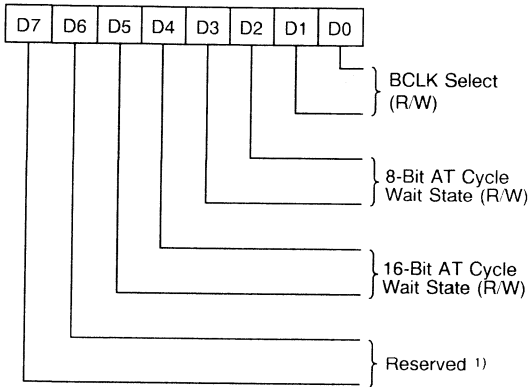 D7 D6 D5 D4 D3 D2 D1 D0
BCLK Select
(R/W)
8-Bit AT Cycle
Wait State (R/W)
16-Bit AT Cycle
Wait State (R/W)
Reserved 1)